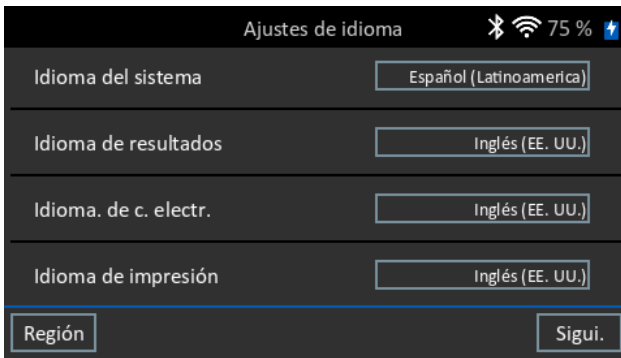 Ajustes de idioma 75 %
Idioma del sistema Español (Latinoamerica)
Idioma de resultados Inglés (EE. UU.)
Idioma. de c. electr. Inglés (EE. UU.)
Idioma de impresión Inglés (EE. UU.)
Región Sigui.